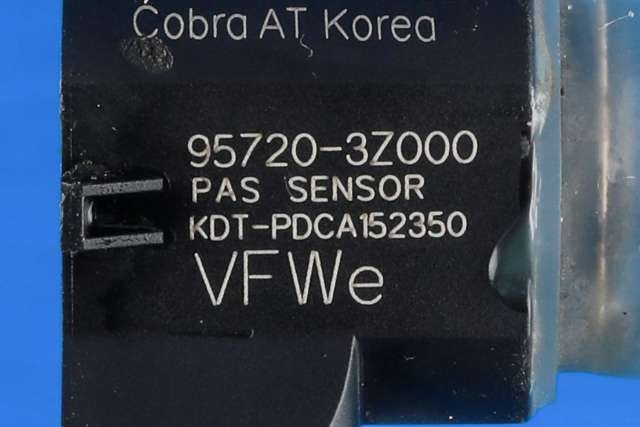 Cobra AT Korea
95720-3Z000
PAS SENSOR
KDT-PDCA152350
VFWe